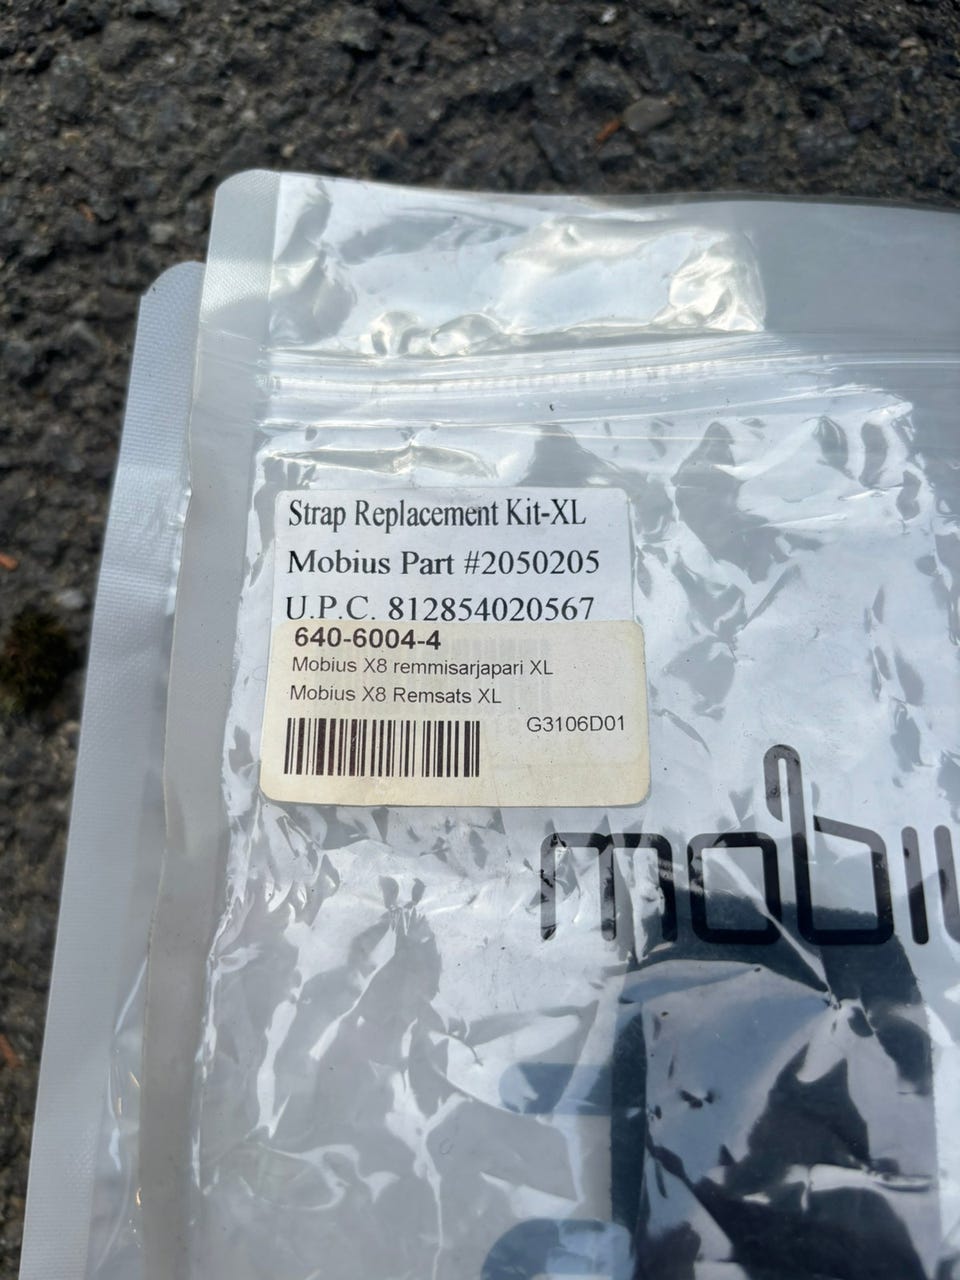 Strap Replacement Kit-XL
Mobius Part #2050205
U.P.C. 812854020567
640-6004-4
Mobius X8 remmisarjapari XL
Mobius X8 Remsats XL
G3106D01